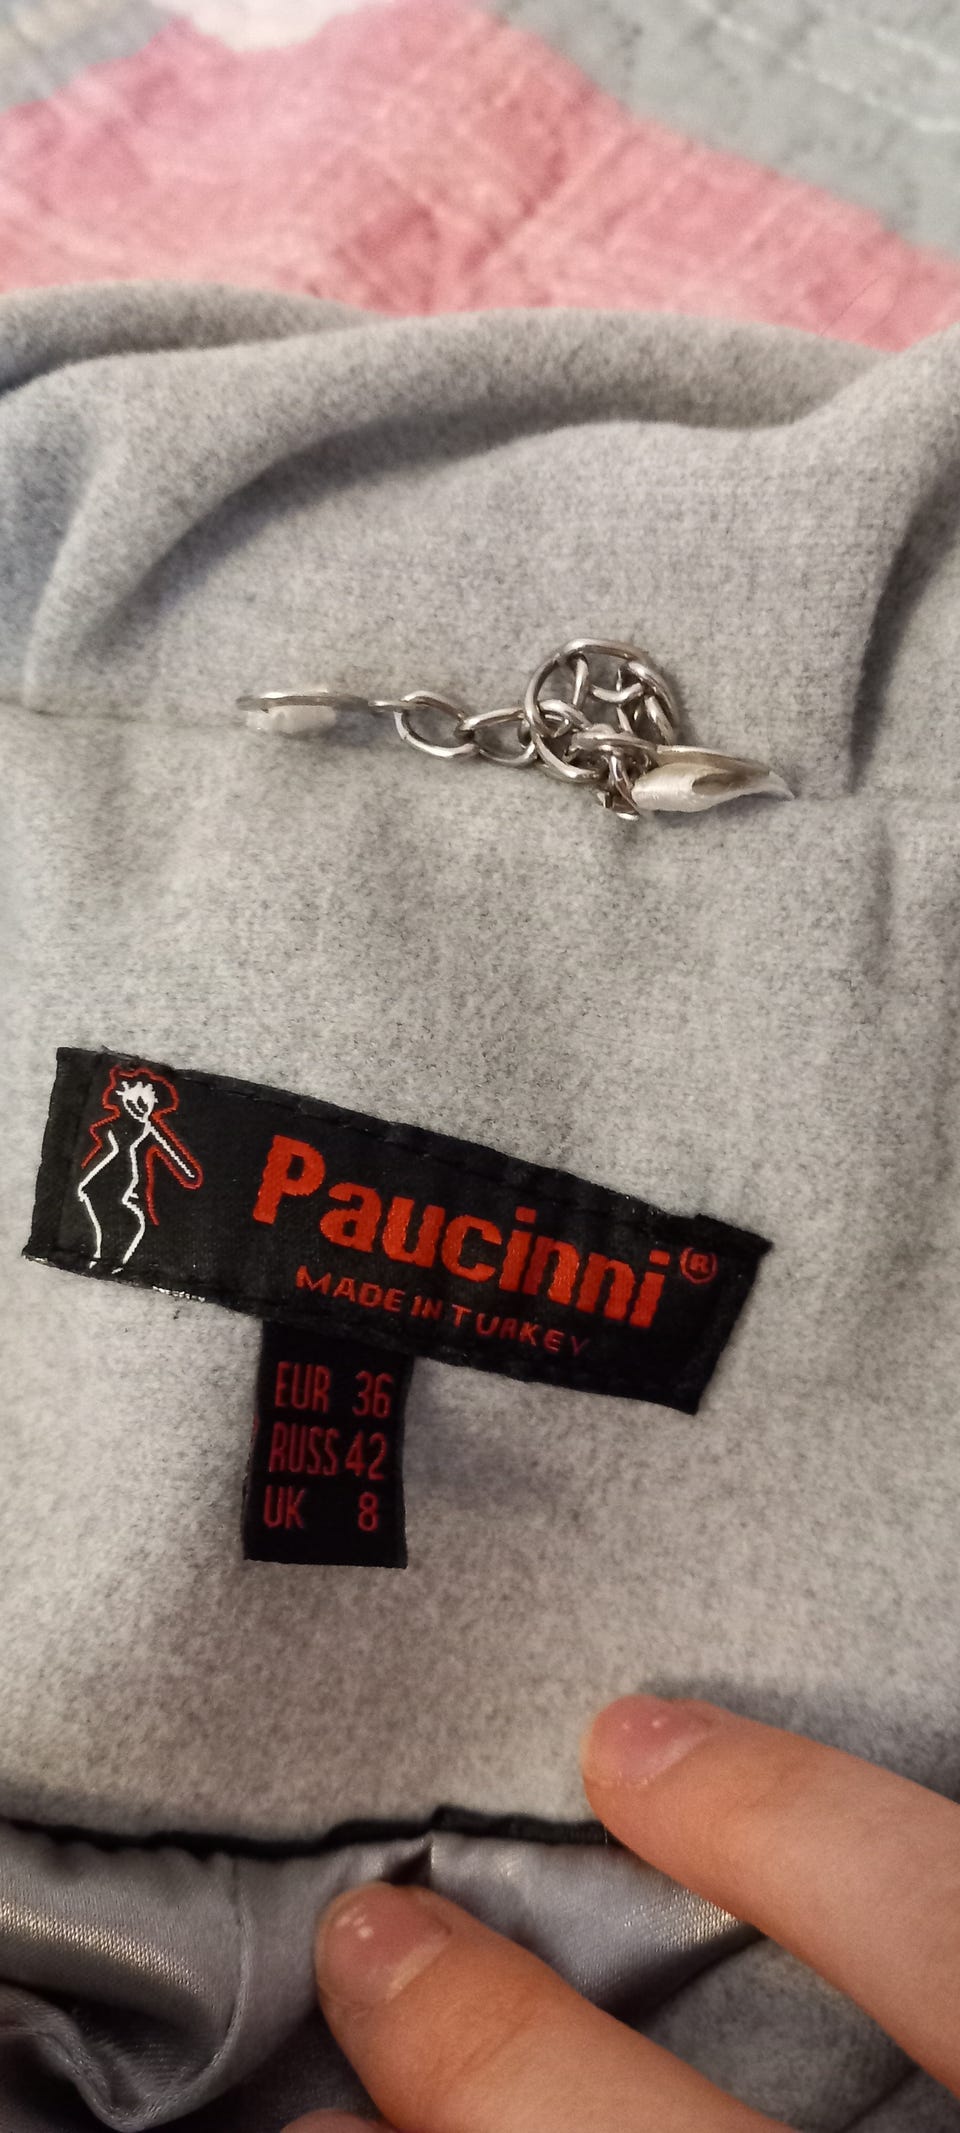 Paucinni®
MADE IN TURKEY
EUR 36
RUSS 42
UK 8